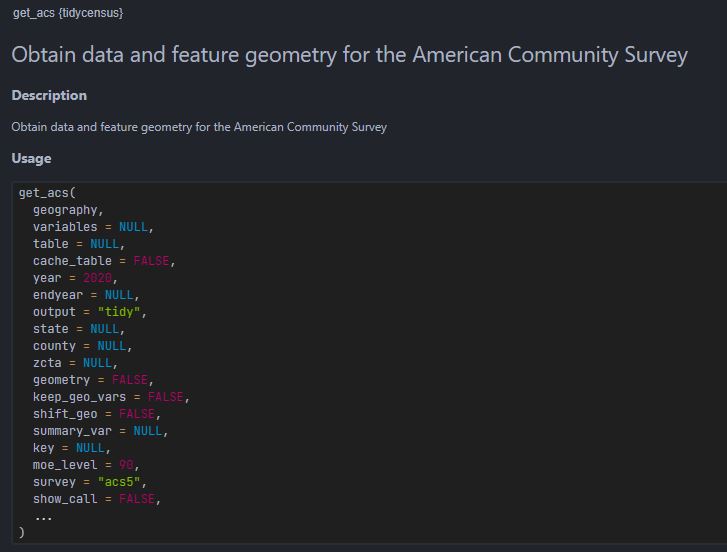 get_acs {tidycensus}
Obtain data and feature geometry for the American Community Survey
Description
Obtain data and feature geometry for the American Community Survey
Usage
get_acs(
  geography,
  variables = NULL,
  table = NULL,
  cache_table = FALSE,
  year = 2020,
  endyear = NULL,
  output = "tidy",
  state = NULL,
  county = NULL,
  zcta = NULL,
  geometry = FALSE,
  keep_geo_vars = FALSE,
  shift_geo = FALSE,
  summary_var = NULL,
  key = NULL,
  moe_level = 90,
  survey = "acs5",
  show_call = FALSE,
  ...
)